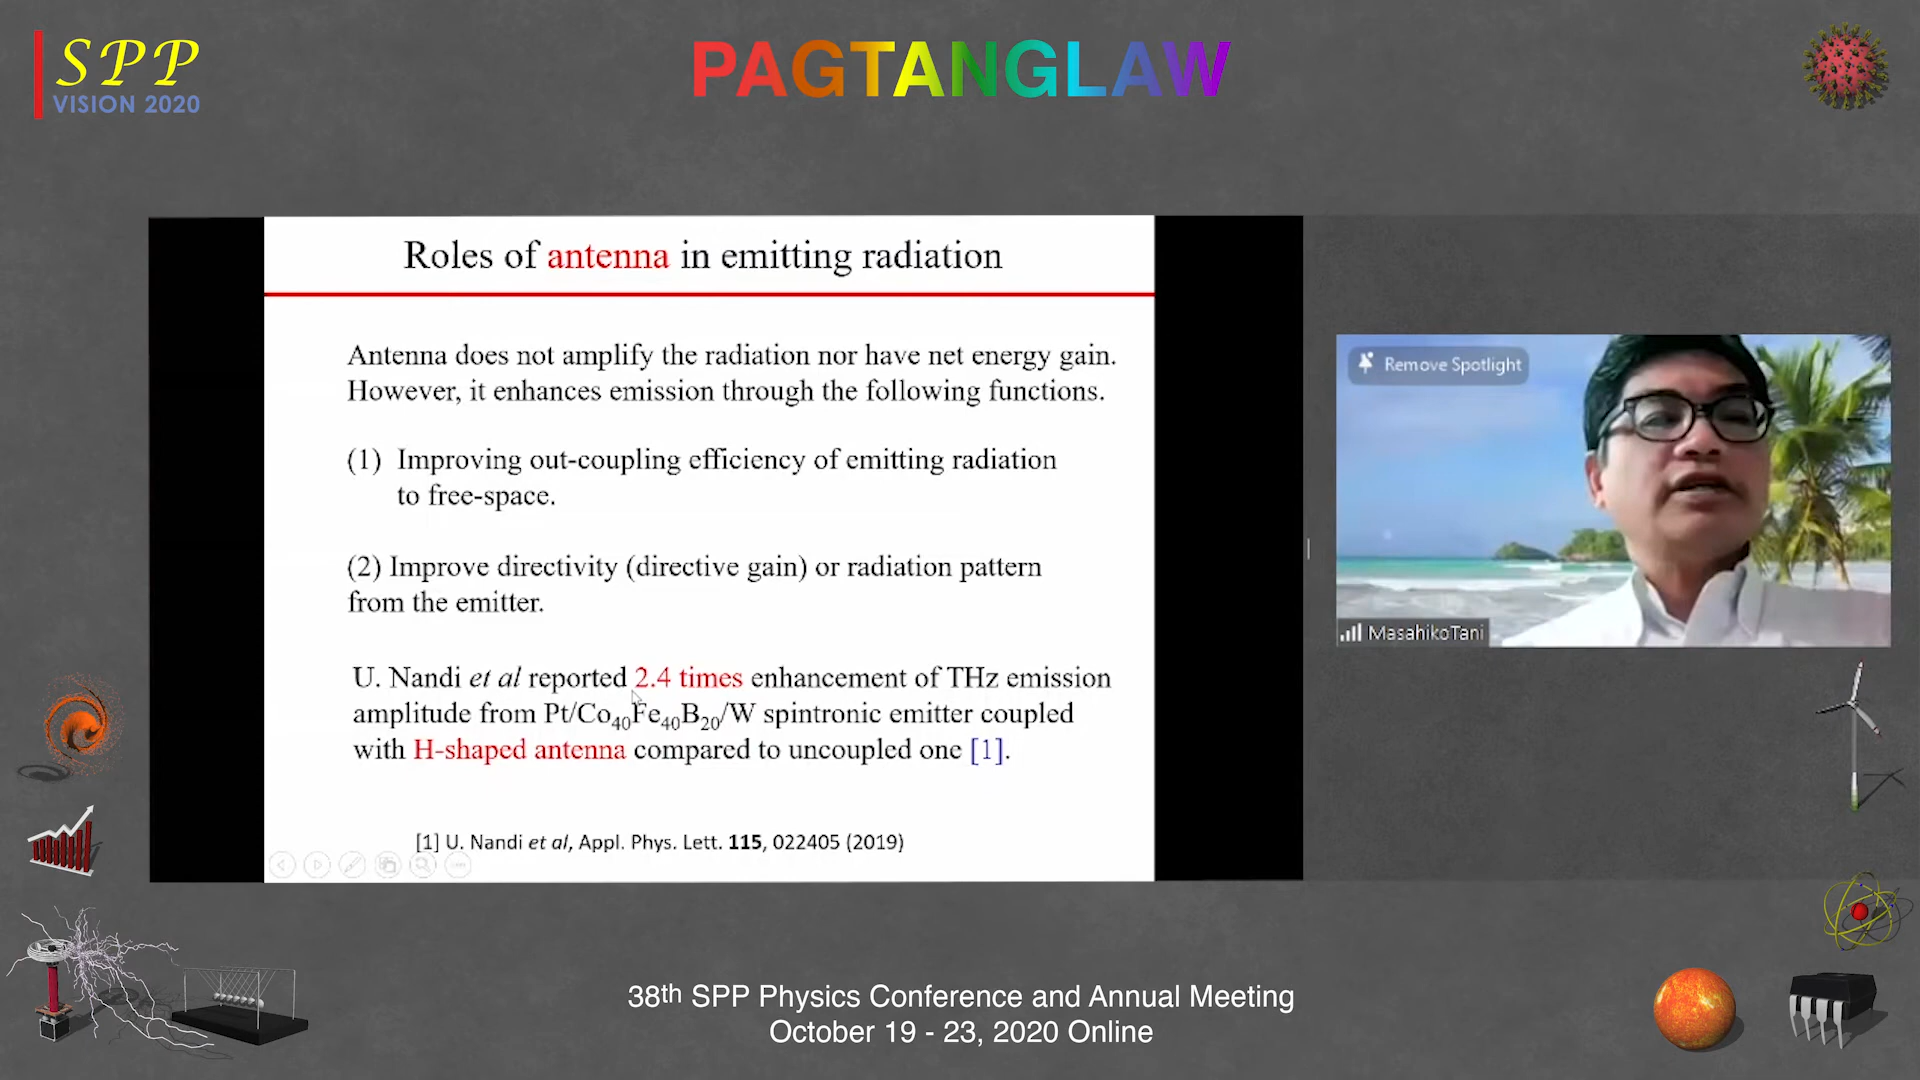 SPP
VISION 2020
PAGTANGLAW
Roles of antenna in emitting radiation
Antenna does not amplify the radiation nor have net energy gain.
However, it enhances emission through the following functions.
(1) Improving out-coupling efficiency of emitting radiation
to free-space.
(2) Improve directivity (directive gain) or radiation pattern
from the emitter.
U. Nandi et al reported 2.4 times enhancement of THz emission
amplitude from Pt/Co₄₀Fe₄₀B₂₀/W spintronic emitter coupled
with H-shaped antenna compared to uncoupled one [1].
[1] U. Nandi et al, Appl. Phys. Lett. 115, 022405 (2019)
Remove Spotlight
MasahikoTani
38th SPP Physics Conference and Annual Meeting
October 19 - 23, 2020 Online